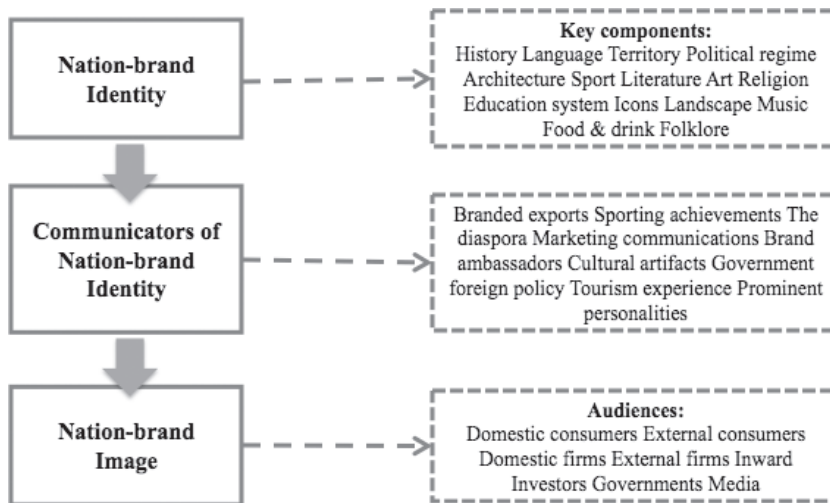 Nation-brand
Identity
Key components:
History Language Territory Political regime
Architecture Sport Literature Art Religion
Education system Icons Landscape Music
Food & drink Folklore
Communicators of
Nation-brand
Identity
Branded exports Sporting achievements The
diaspora Marketing communications Brand
ambassadors Cultural artifacts Government
foreign policy Tourism experience Prominent
personalities
Nation-brand
Image
Audiences:
Domestic consumers External consumers
Domestic firms External firms Inward
Investors Governments Media